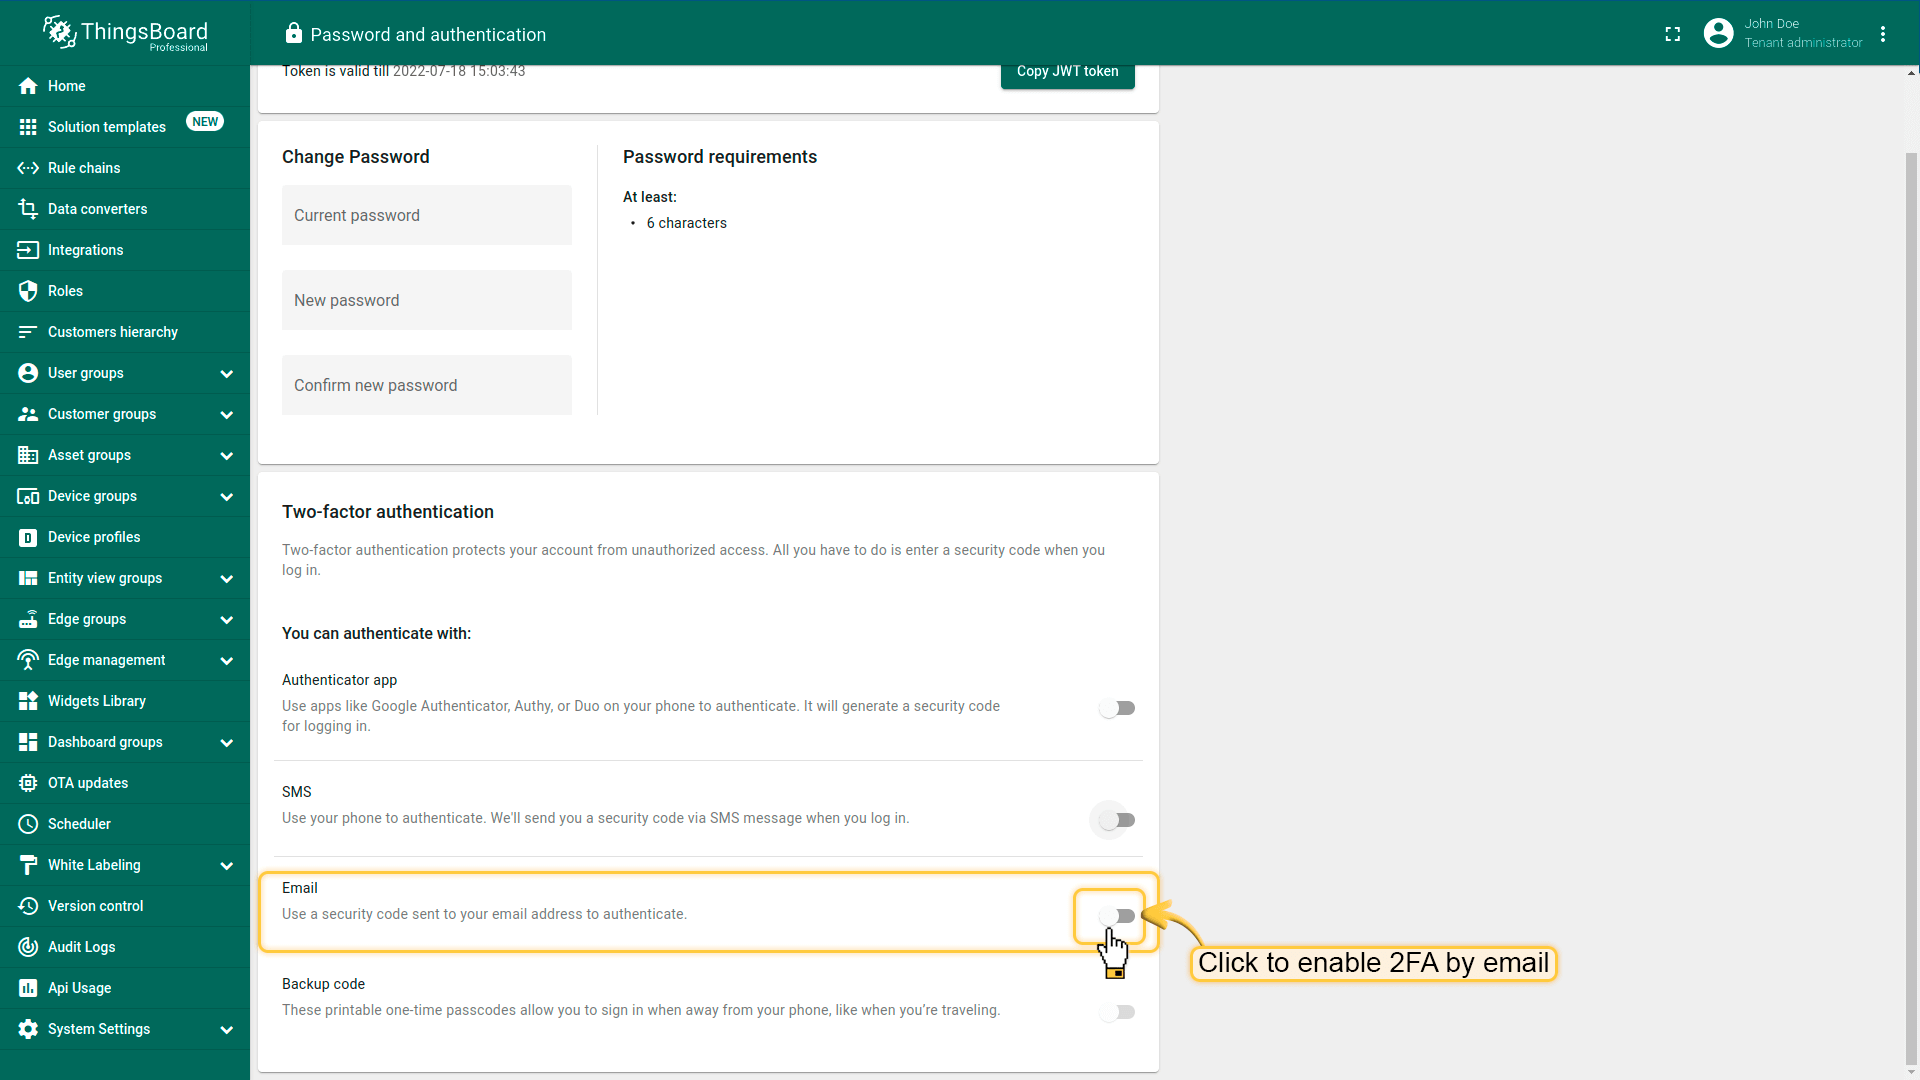 ThingsBoard
Professional
Password and authentication
John Doe
Tenant administrator
Home
Solution templates NEW
Rule chains
Data converters
Integrations
Roles
Customers hierarchy
User groups
Customer groups
Asset groups
Device groups
Device profiles
Entity view groups
Edge groups
Edge management
Widgets Library
Dashboard groups
OTA updates
Scheduler
White Labeling
Version control
Audit Logs
Api Usage
System Settings
Token is valid till 2022-07-18 15:03:43
Copy JWT token
Change Password
Current password
New password
Confirm new password
Password requirements
At least:
• 6 characters
Two-factor authentication
Two-factor authentication protects your account from unauthorized access. All you have to do is enter a security code when you
log in.
You can authenticate with:
Authenticator app
Use apps like Google Authenticator, Authy, or Duo on your phone to authenticate. It will generate a security code
for logging in.
SMS
Use your phone to authenticate. We'll send you a security code via SMS message when you log in.
Email
Use a security code sent to your email address to authenticate.
Click to enable 2FA by email
Backup code
These printable one-time passcodes allow you to sign in when away from your phone, like when you're traveling.